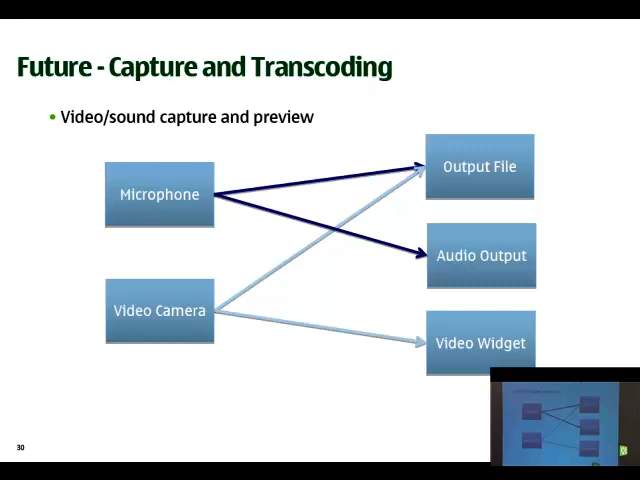 Future - Capture and Transcoding
• Video/sound capture and preview
Microphone
Output File
Audio Output
Video Camera
Video Widget
30